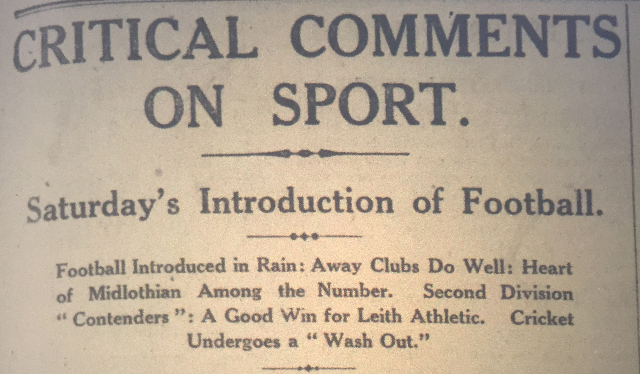 CRITICAL COMMENTS
ON SPORT.
Saturday's Introduction of Football.
Football Introduced in Rain: Away Clubs Do Well: Heart
of Midlothian Among the Number. Second Division
"Contenders": A Good Win for Leith Athletic. Cricket
Undergoes a "Wash Out."